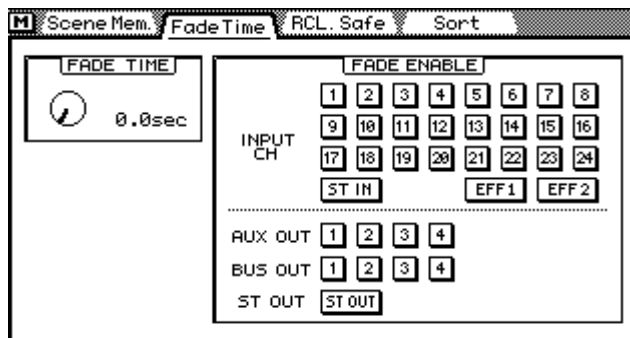 M Scene Mem. Fade Time RCL. Safe Sort
FADE TIME
0.0sec
FADE ENABLE
INPUT CH
1 2 3 4 5 6 7 8
9 10 11 12 13 14 15 16
17 18 19 20 21 22 23 24
ST IN EFF1 EFF2
AUX OUT 1 2 3 4
BUS OUT 1 2 3 4
ST OUT ST OUT